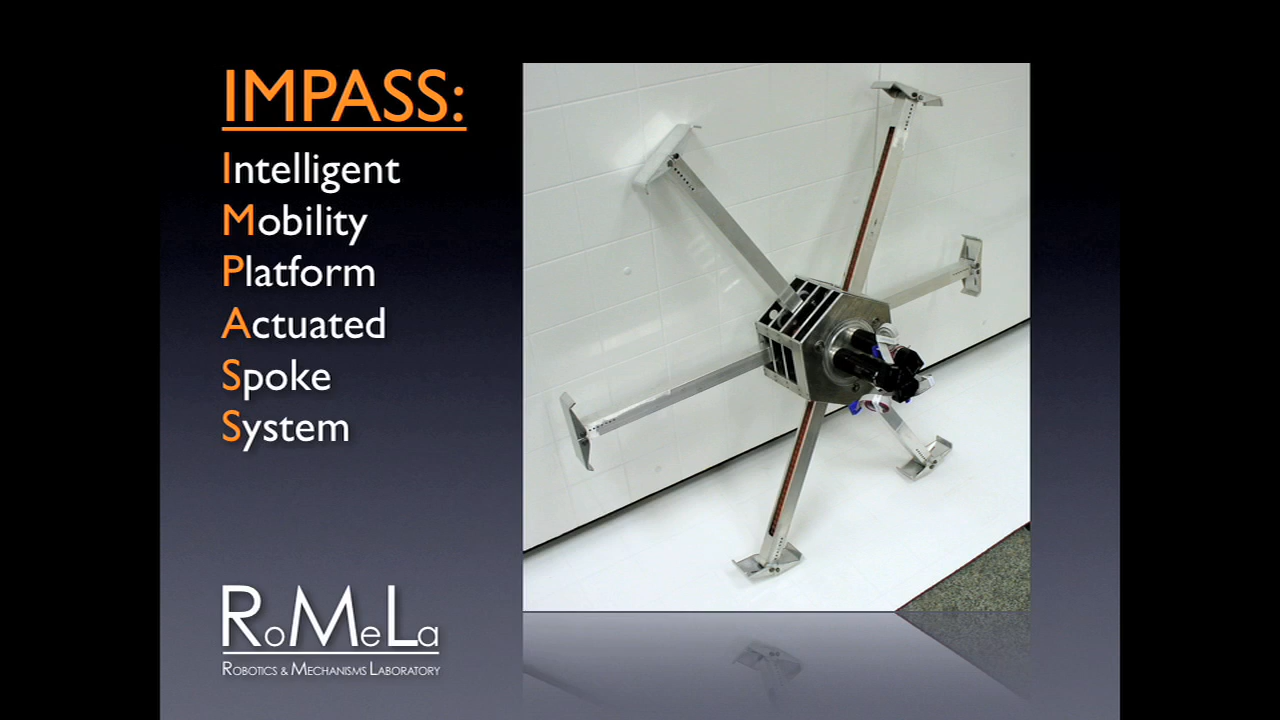 IMPASS:
Intelligent
Mobility
Platform
Actuated
Spoke
System
RoMeLa
Robotics & Mechanisms Laboratory